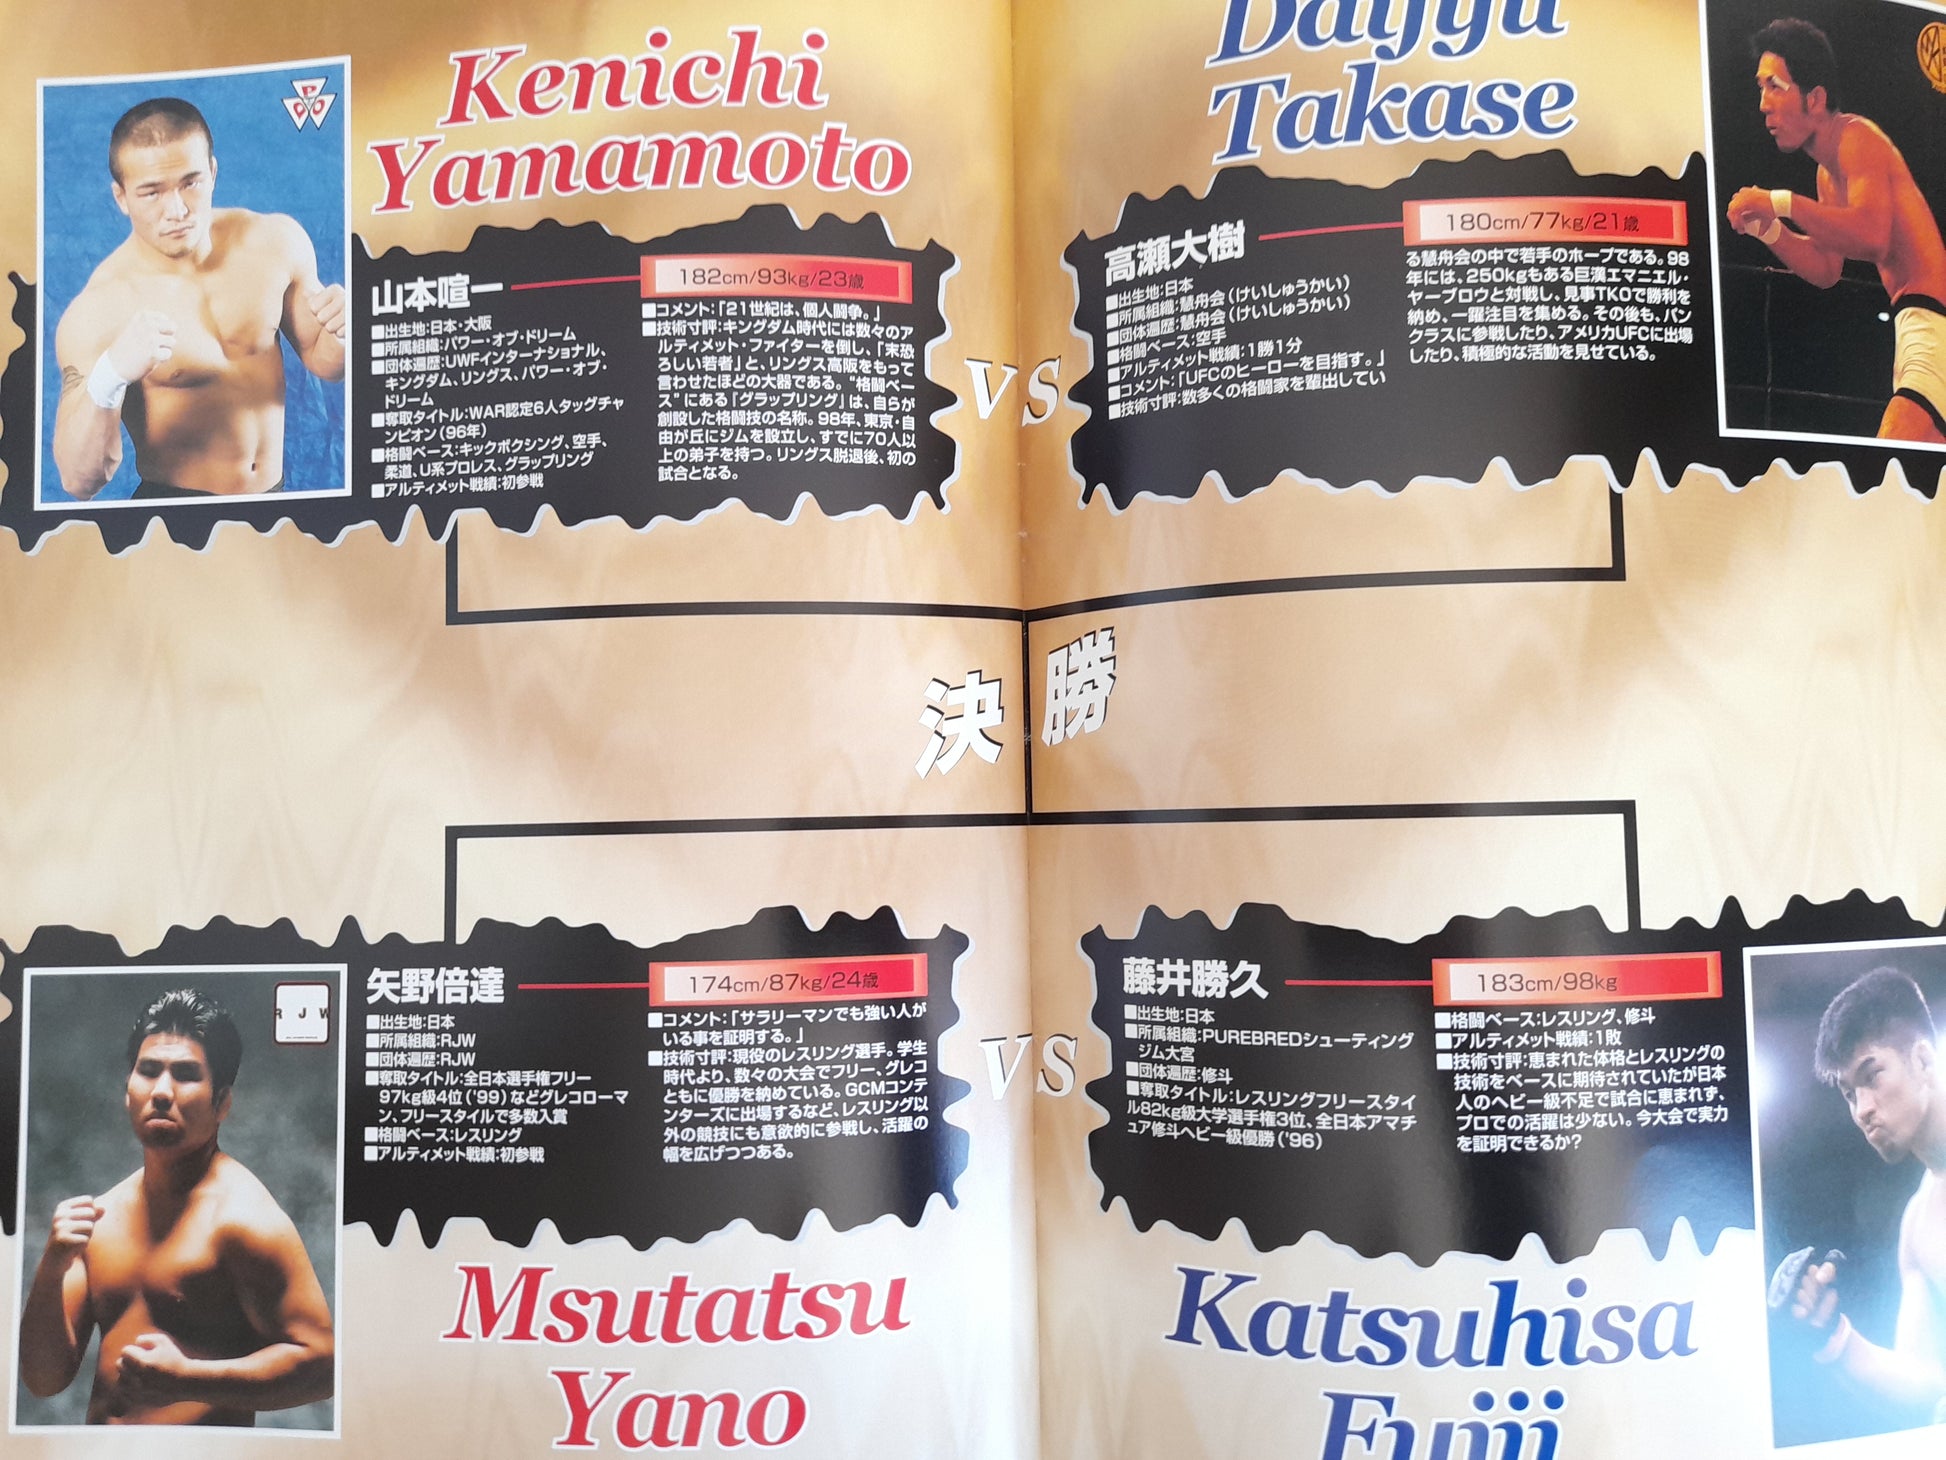 Kenichi
Yamamoto
山本喧一
182cm/93kg/23歳
■出生地:日本・大阪
■所属組織:パワー・オブ・ドリーム
■団体遍歴:UWFインターナショナル、
キングダム、リングス、パワー・オブ・
ドリーム
■奪取タイトル:WAR認定6人タッグチャ
ンピオン(96年)
■格闘ベース:キックボクシング、空手、
柔道、U系プロレス、グラップリング
■アルティメット戦績:初参戦
■コメント:「21世紀は、個人闘争。」
■技術寸評:キングダム時代には数々のア
ルティメット・ファイターを倒し、「末恐
ろしい若者」と、リングス高阪をもって
言わせたほどの大器である。“格闘ベー
ス”にある「グラップリング」は、自らが
創設した格闘技の名称。98年、東京・自
由が丘にジムを設立し、すでに70人以
上の弟子を持つ。リングス脱退後、初の
試合となる。
VS
Daijyu
Takase
高瀬大樹
180cm/77kg/21歳
■出生地:日本
■所属組織:慧舟会(けいしゅうかい)
■団体遍歴:慧舟会(けいしゅうかい)
■格闘ベース:空手
■アルティメット戦績:1勝1分
■コメント:「UFCのヒーローを目指す。」
■技術寸評:数多くの格闘家を輩出してい
る慧舟会の中で若手のホープである。98
年には、250kgもある巨漢エマニエル・
ヤーブロウと対戦し、見事TKOで勝利を
納め、一躍注目を集める。その後も、パン
クラスに参戦したり、アメリカUFCに出場
したり、積極的な活動を見せている。
決勝
矢野倍達
174cm/87kg/24歳
■出生地:日本
■所属組織:RJW
■団体遍歴:RJW
■奪取タイトル:全日本選手権フリー
97kg級4位('99)などグレコローマ
ン、フリースタイルで多数入賞
■格闘ベース:レスリング
■アルティメット戦績:初参戦
■コメント:「サラリーマンでも強い人が
いる事を証明する。」
■技術寸評:現役のレスリング選手。学生
時代より、数々の大会でフリー、グレコ
ともに優勝を納めている。GCMコンテ
ンターズに出場するなど、レスリング以
外の競技にも意欲的に参戦し、活躍の
幅を広げつつある。
RJW
Msutatsu
Yano
VS
藤井勝久
183cm/98kg
■出生地:日本
■所属組織:PUREBREDシューティング
ジム大宮
■団体遍歴:修斗
■奪取タイトル:レスリングフリースタイ
ル82kg級大学選手権3位、全日本アマチ
ュア修斗ヘビー級優勝('96)
■格闘ベース:レスリング、修斗
■アルティメット戦績:1敗
■技術寸評:恵まれた体格とレスリングの
技術をベースに期待されていたが日本
人のヘビー級不足で試合に恵まれず、
プロでの活躍は少ない。今大会で実力
を証明できるか?
Katsuhisa
Fujii